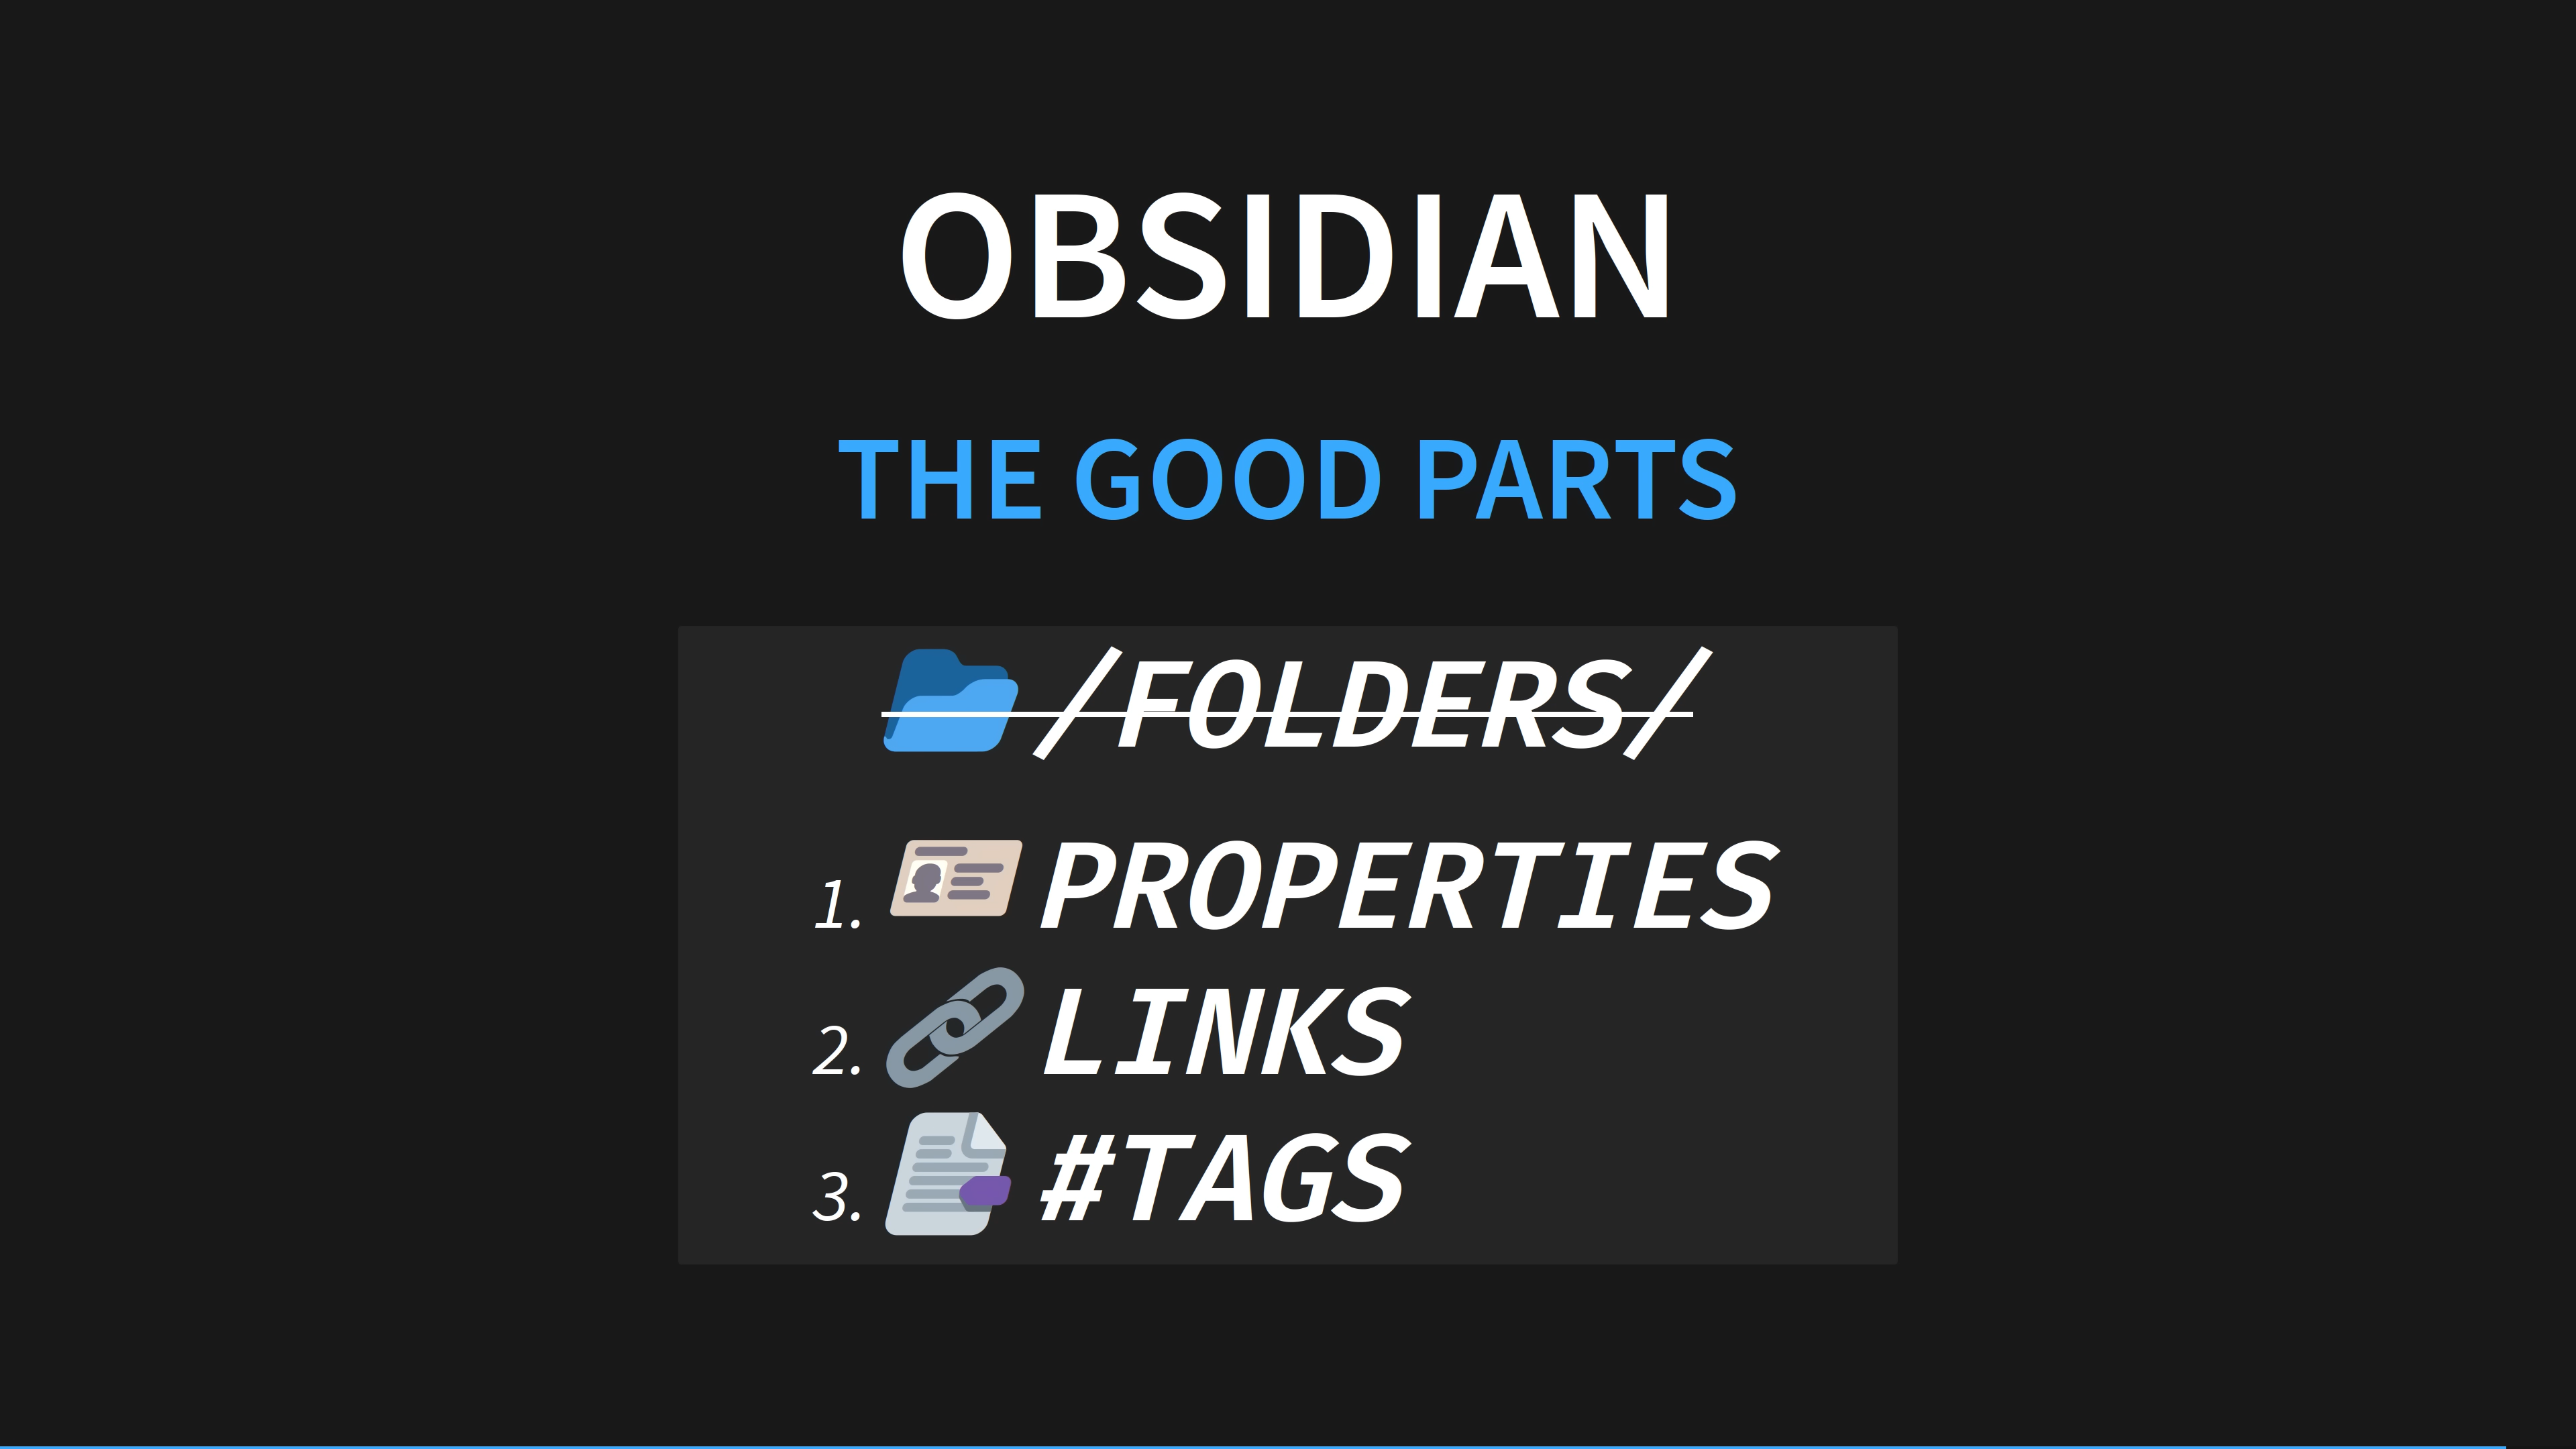 OBSIDIAN
THE GOOD PARTS
/FOLDERS/
1. PROPERTIES
2. LINKS
3. #TAGS